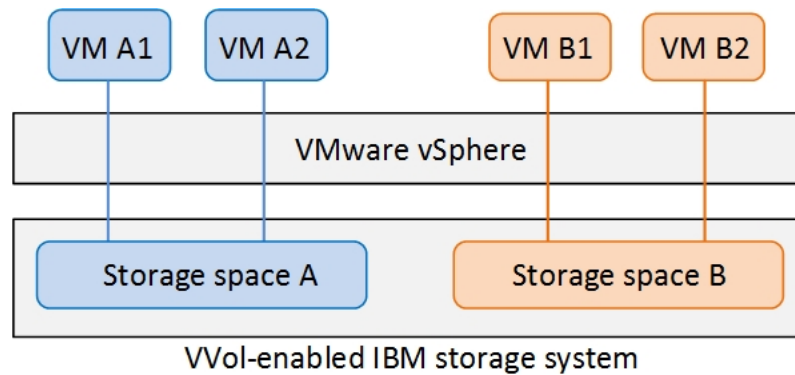 VM A1
VM A2
VM B1
VM B2
VMware vSphere
Storage space A
Storage space B
VVol-enabled IBM storage system